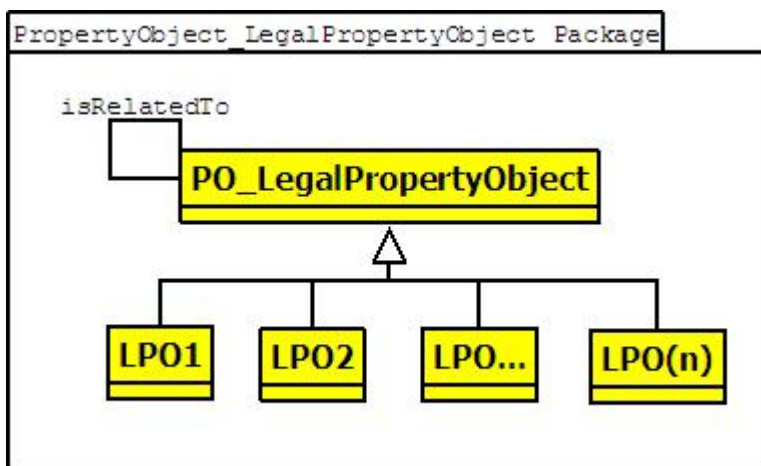 PropertyObject_LegalPropertyObject Package
isRelatedTo
PO_LegalPropertyObject
LPO1
LPO2
LPO...
LPO(n)